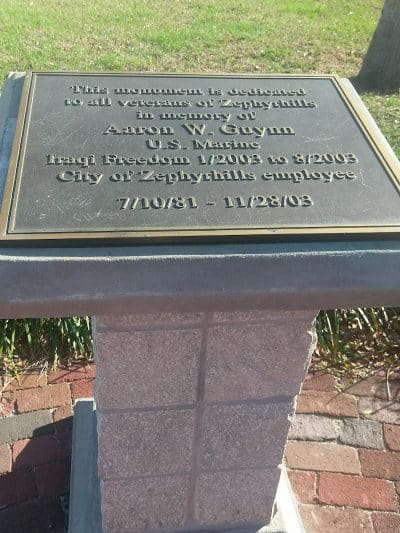 This monument is dedicated
to all veterans of Zephyrhills
in memory of
Aaron W. Guynn
U.S. Marine
Iraqi Freedom 1/2003 to 8/2003
City of Zephyrhills employee
7/10/81 - 11/28/03